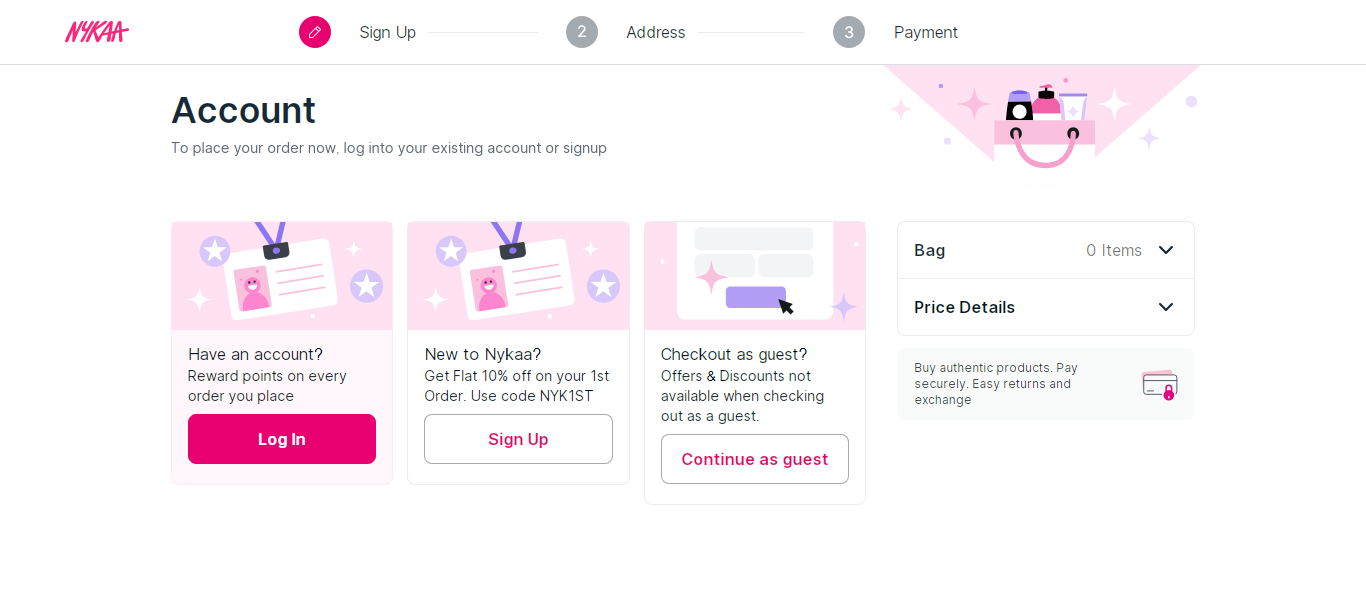 NYKAA
Sign Up
2
Address
3
Payment
Account
To place your order now, log into your existing account or signup
Have an account?
Reward points on every
order you place
Log In
New to Nykaa?
Get Flat 10% off on your 1st
Order. Use code NYK1ST
Sign Up
Checkout as guest?
Offers & Discounts not
available when checking
out as a guest.
Continue as guest
Bag
0 Items
Price Details
Buy authentic products. Pay
securely. Easy returns and
exchange